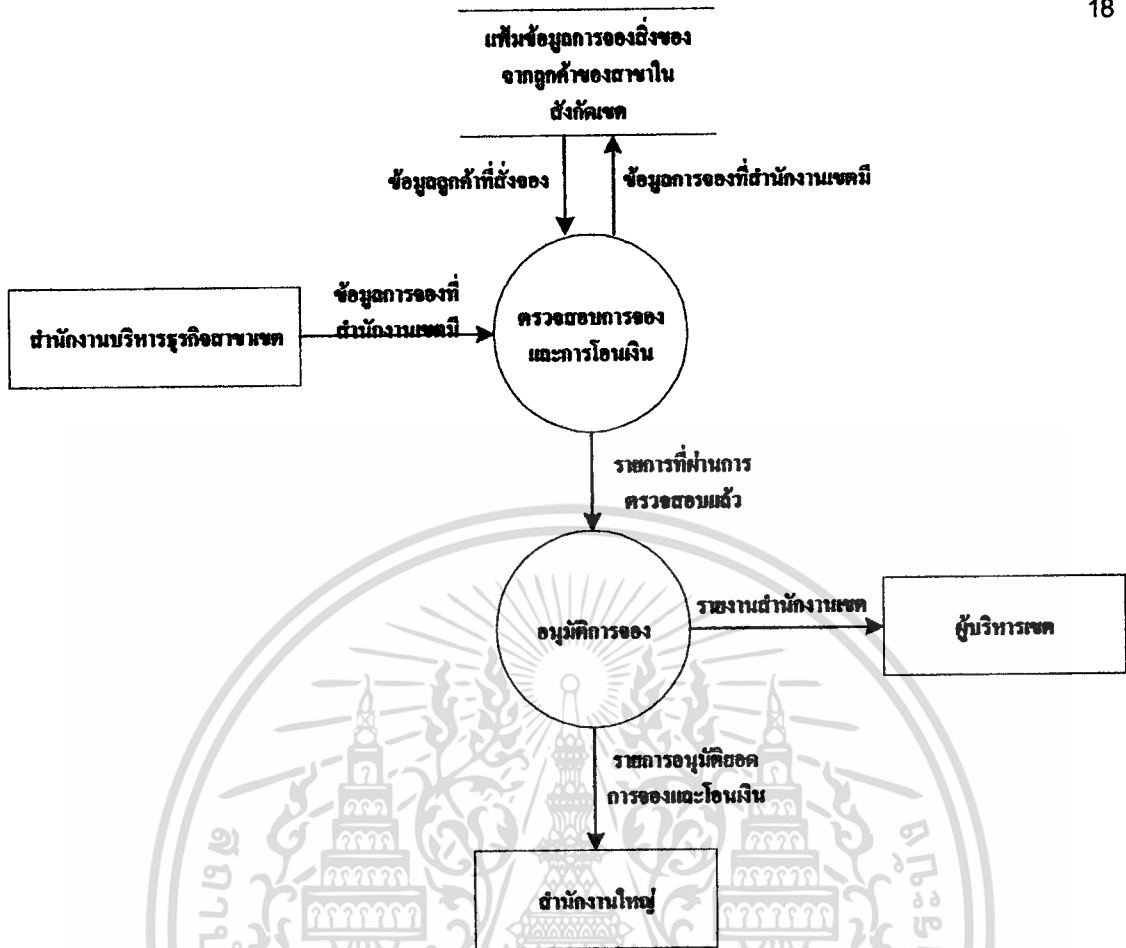 18
แฟ้มข้อมูลการจองสิ่งของ
จากลูกค้าของสาขาใน
สังกัดเขต
ข้อมูลลูกค้าที่สั่งจอง
ข้อมูลการจองที่สำนักงานเขตมี
สำนักงานบริหารธุรกิจสาขาเขต
ข้อมูลการจองที่
สำนักงานเขตมี
ตรวจสอบการจอง
และการโอนเงิน
รายการที่ผ่านการ
ตรวจสอบแล้ว
อนุมัติการจอง
รายงานสำนักงานเขต
ผู้บริหารเขต
รายการอนุมัติยอด
การจองและโอนเงิน
สำนักงานใหญ่